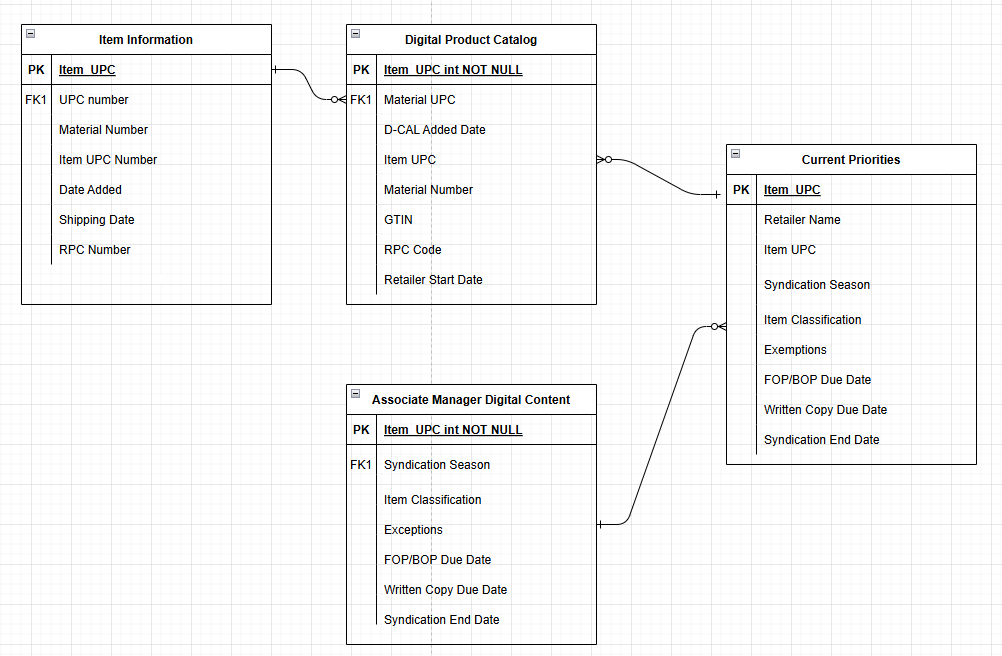 Item Information
PK Item_UPC
FK1 UPC number
Material Number
Item UPC Number
Date Added
Shipping Date
RPC Number
Digital Product Catalog
PK Item_UPC int NOT NULL
FK1 Material UPC
D-CAL Added Date
Item UPC
Material Number
GTIN
RPC Code
Retailer Start Date
Current Priorities
PK Item_UPC
Retailer Name
Item UPC
Syndication Season
Item Classification
Exemptions
FOP/BOP Due Date
Written Copy Due Date
Syndication End Date
Associate Manager Digital Content
PK Item_UPC int NOT NULL
FK1 Syndication Season
Item Classification
Exceptions
FOP/BOP Due Date
Written Copy Due Date
Syndication End Date